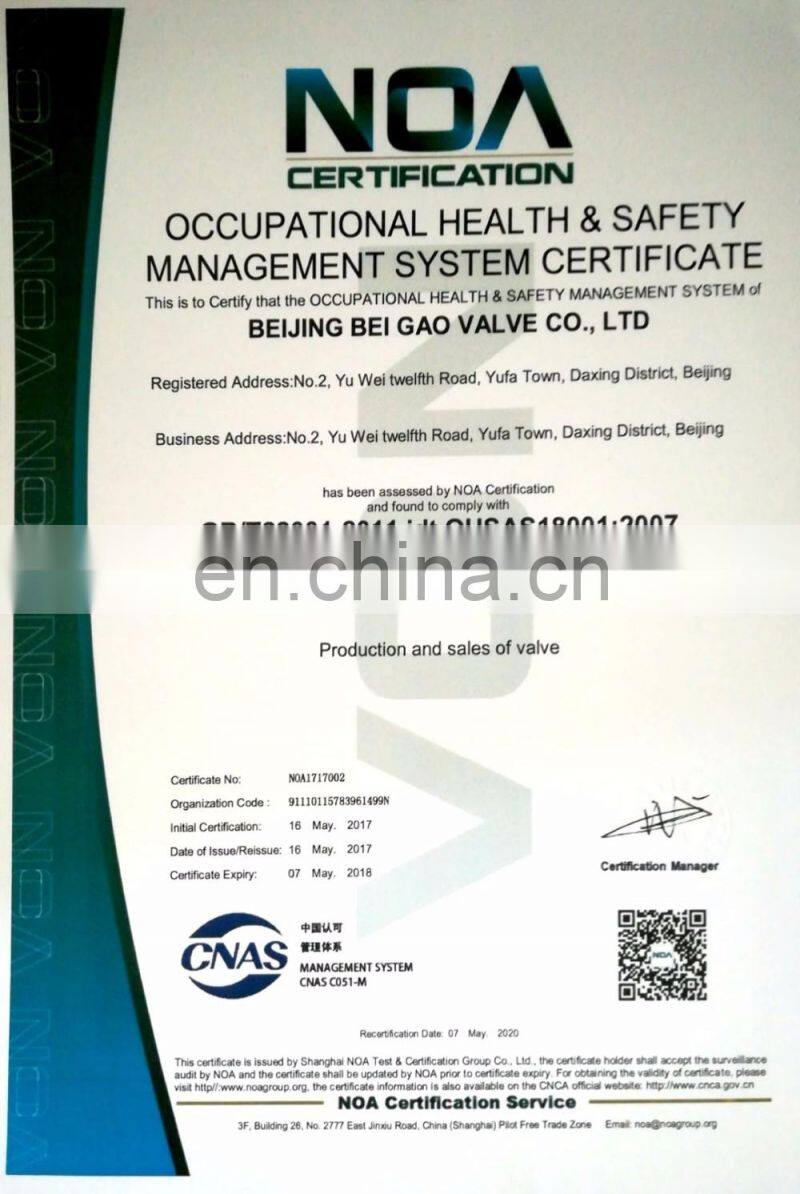 NOA
CERTIFICATION
OCCUPATIONAL HEALTH & SAFETY
MANAGEMENT SYSTEM CERTIFICATE
This is to Certify that the OCCUPATIONAL HEALTH & SAFETY MANAGEMENT SYSTEM of
BEIJING BEI GAO VALVE CO., LTD
Registered Address:No.2, Yu Wei twelfth Road, Yufa Town, Daxing District, Beijing
Business Address:No.2, Yu Wei twelfth Road, Yufa Town, Daxing District, Beijing
has been assessed by NOA Certification
and found to comply with
OHSAS18001:2007
en.china.cn
Production and sales of valve
Certificate No: NOA1717002
Organization Code : 91110115783961499N
Initial Certification: 16 May. 2017
Date of Issue/Reissue: 16 May. 2017
Certificate Expiry: 07 May. 2018
Certification Manager
CNAS
中国认可
管理体系
MANAGEMENT SYSTEM
CNAS C051-M
NOA
Recertification Date: 07 May. 2020
This certificate is issued by Shanghai NOA Test & Certification Group Co., Ltd., the certificate holder shall accept the surveillance
audit by NOA and the certificate shall be updated by NOA prior to certificate expiry. For obtaining the validity of certificate, please
visit http//:www.noagroup.org, the certificate information is also available on the CNCA official website: http://www.cnca.gov.cn
NOA Certification Service
3F, Building 26, No. 2777 East Jinxiu Road, China (Shanghai) Pilot Free Trade Zone Email: noa@noagroup.org